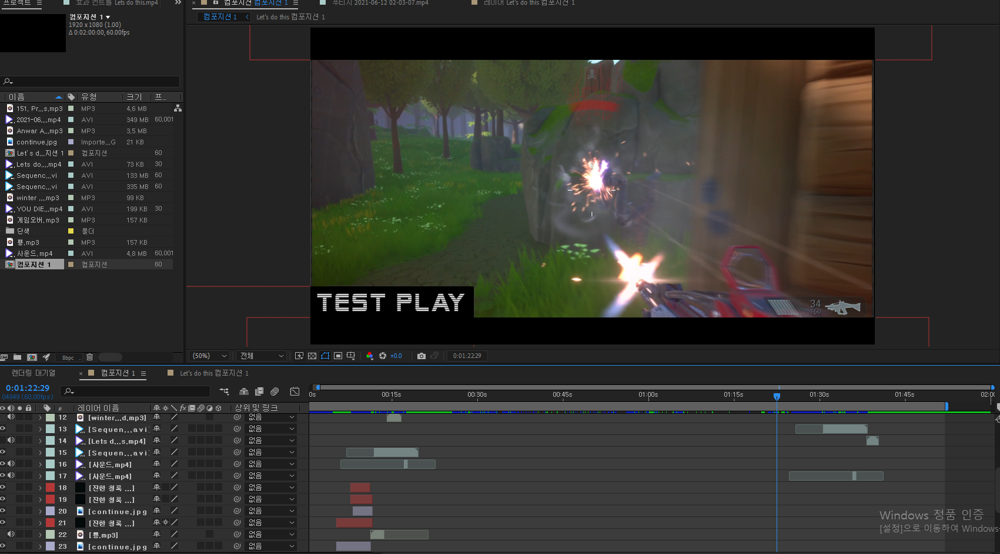 프로젝트 ☰
효과 컨트롤 Lets do this.mp4
컴포지션 컴포지션 1 ☰
푸티지 2021-06-12 02-03-07.mp4
레이어 Let's do this 컴포지션 1
컴포지션 1 ▼
1920 x 1080 (1.00)
Δ 0:02:00:00, 60.00fps
컴포지션 1
Let's do this 컴포지션 1
이름 유형 크기 프...
151. Pr...s.mp3 MP3 4.6 MB
2021-06....mp4 AVI 349 MB 60,001
Anwar A...mp3 MP3 3.5 MB
continue.jpg Importe...G 21 KB
Let's d...지션 1 컴포지션 60
Lets do....mp4 AVI 73 KB 30
Sequenc...vi AVI 133 MB 60
Sequenc...vi AVI 335 MB 60
winter ....mp3 MP3 99 KB
YOU DIE...mp4 AVI 199 KB 30
게임오버.mp3 MP3 157 KB
단색 폴더
뿅.mp3 MP3 157 KB
사운드.mp4 AVI 4.8 MB 60,001
컴포지션 1 컴포지션 60
8bpc
TEST PLAY
34
150
(50%) 전체 +0.0 0:01:22:29
렌더링 대기열
컴포지션 1 ☰
Let's do this 컴포지션 1
0:01:22:29
04949 (60.00fps)
0s 00:15s 00:30s 00:45s 01:00s 01:15s 01:30s 01:45s 02:00
# 레이어 이름 fx 상위 및 링크
12 [winter...d.mp3] 없음
13 [Sequen...avi] 없음
14 [Lets d...s.mp4] 없음
15 [Sequen...avi] 없음
16 [사운드.mp4] 없음
17 [사운드.mp4] 없음
18 [진한 청록 ...] 없음
19 [진한 청록 ...] 없음
20 [continue.jpg 없음
21 [진한 청록 ...] 없음
22 [뿅.mp3] 없음
23 [continue.jpg 없음
Windows 정품 인증
[설정]으로 이동하여 Windows